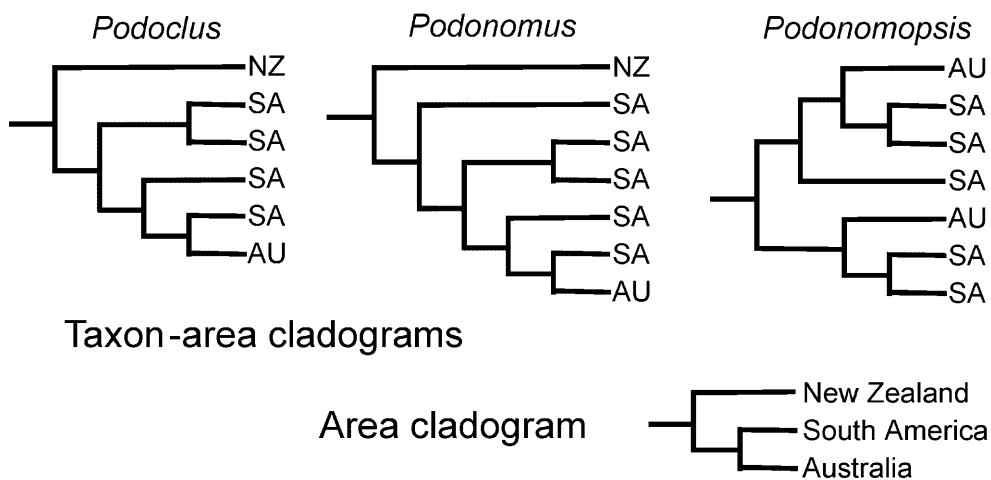 Podoclus
NZ
SA
SA
SA
SA
AU
Podonomus
NZ
SA
SA
SA
SA
SA
AU
Podonomopsis
AU
SA
SA
SA
AU
SA
SA
Taxon-area cladograms
Area cladogram
New Zealand
South America
Australia